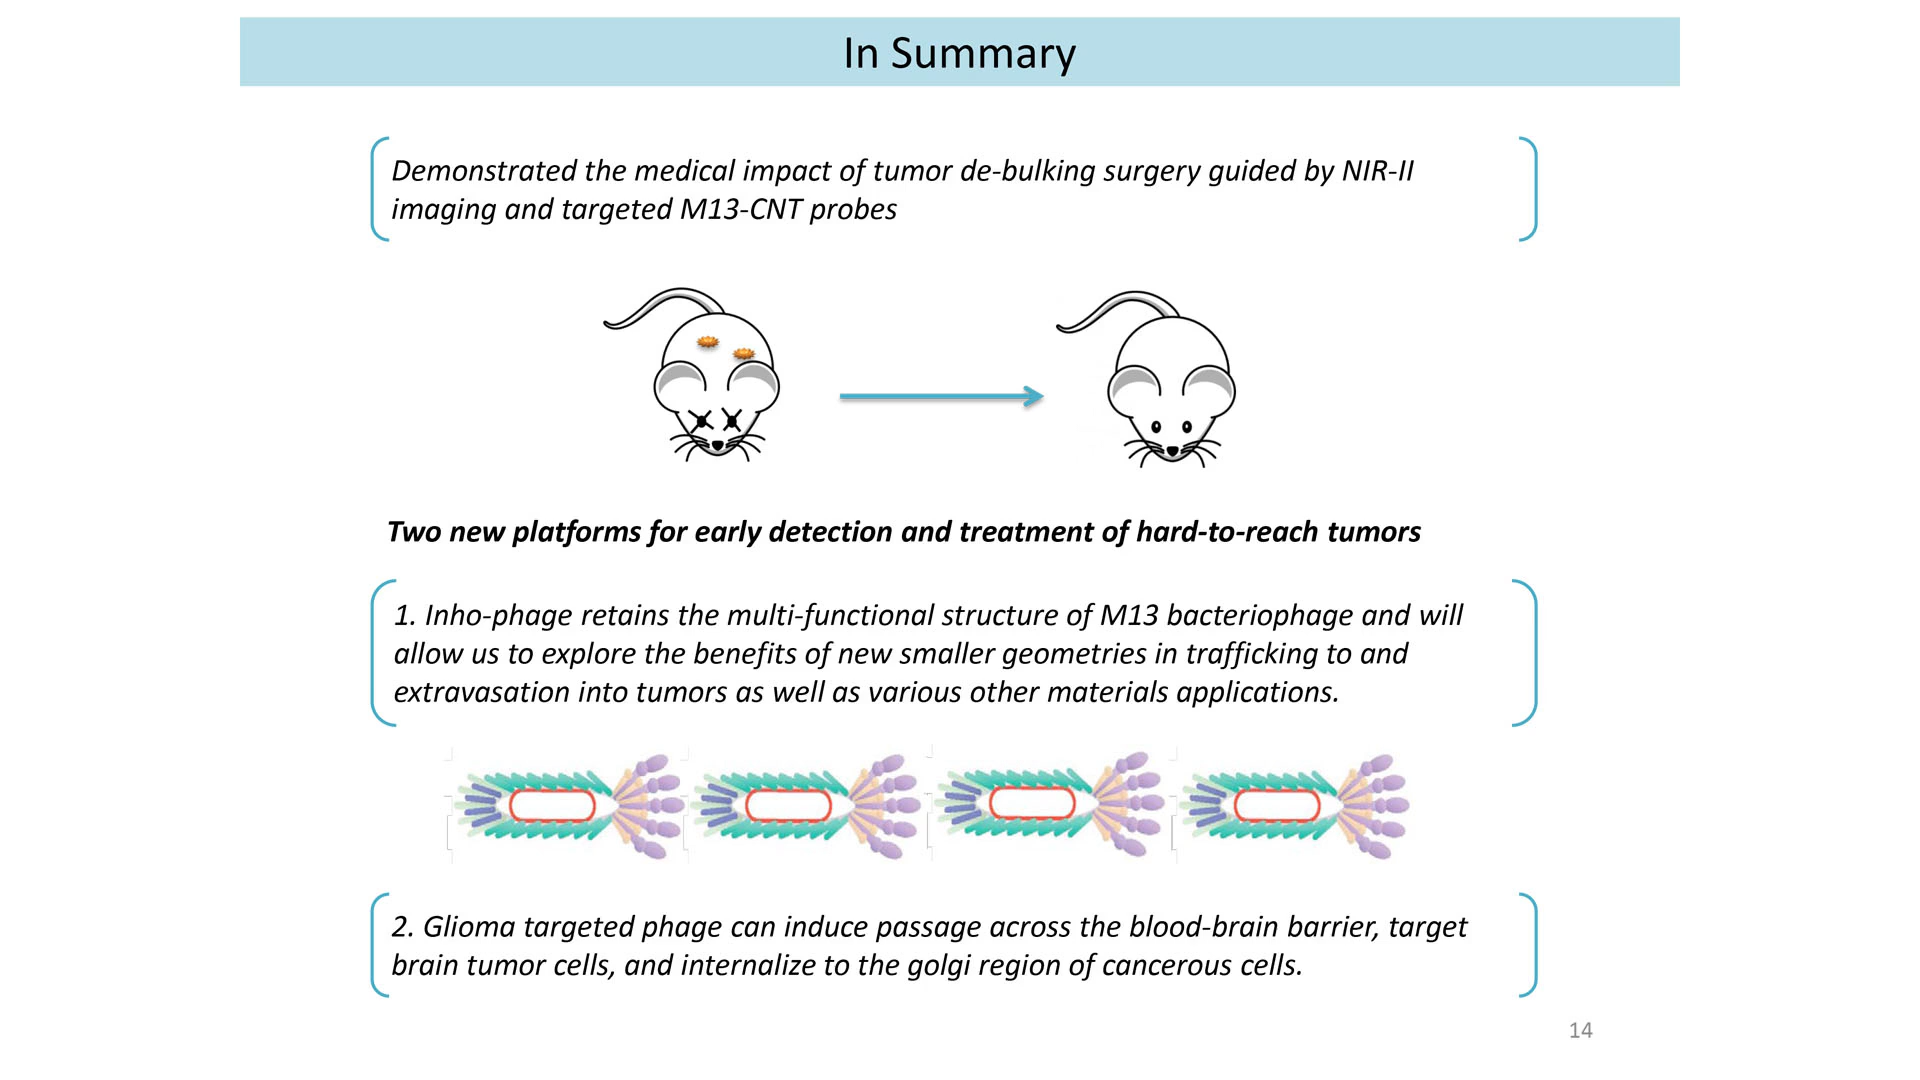 In Summary
Demonstrated the medical impact of tumor de-bulking surgery guided by NIR-II
imaging and targeted M13-CNT probes
Two new platforms for early detection and treatment of hard-to-reach tumors
1. Inho-phage retains the multi-functional structure of M13 bacteriophage and will
allow us to explore the benefits of new smaller geometries in trafficking to and
extravasation into tumors as well as various other materials applications.
2. Glioma targeted phage can induce passage across the blood-brain barrier, target
brain tumor cells, and internalize to the golgi region of cancerous cells.
14